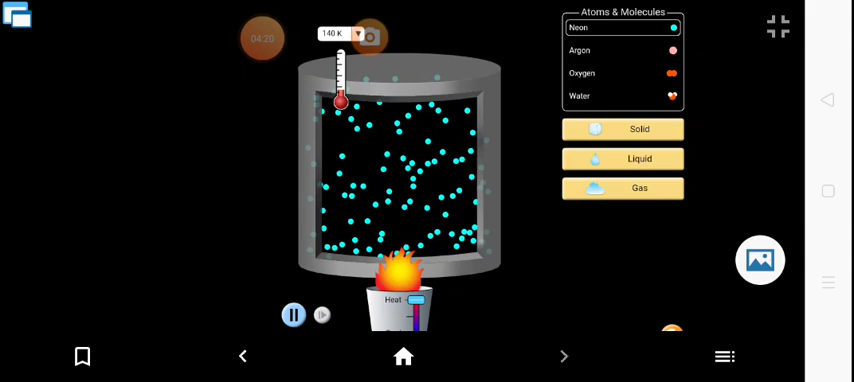 Atoms & Molecules
04:20
140 K
Neon
Argon
Oxygen
Water
Solid
Liquid
Gas
Heat